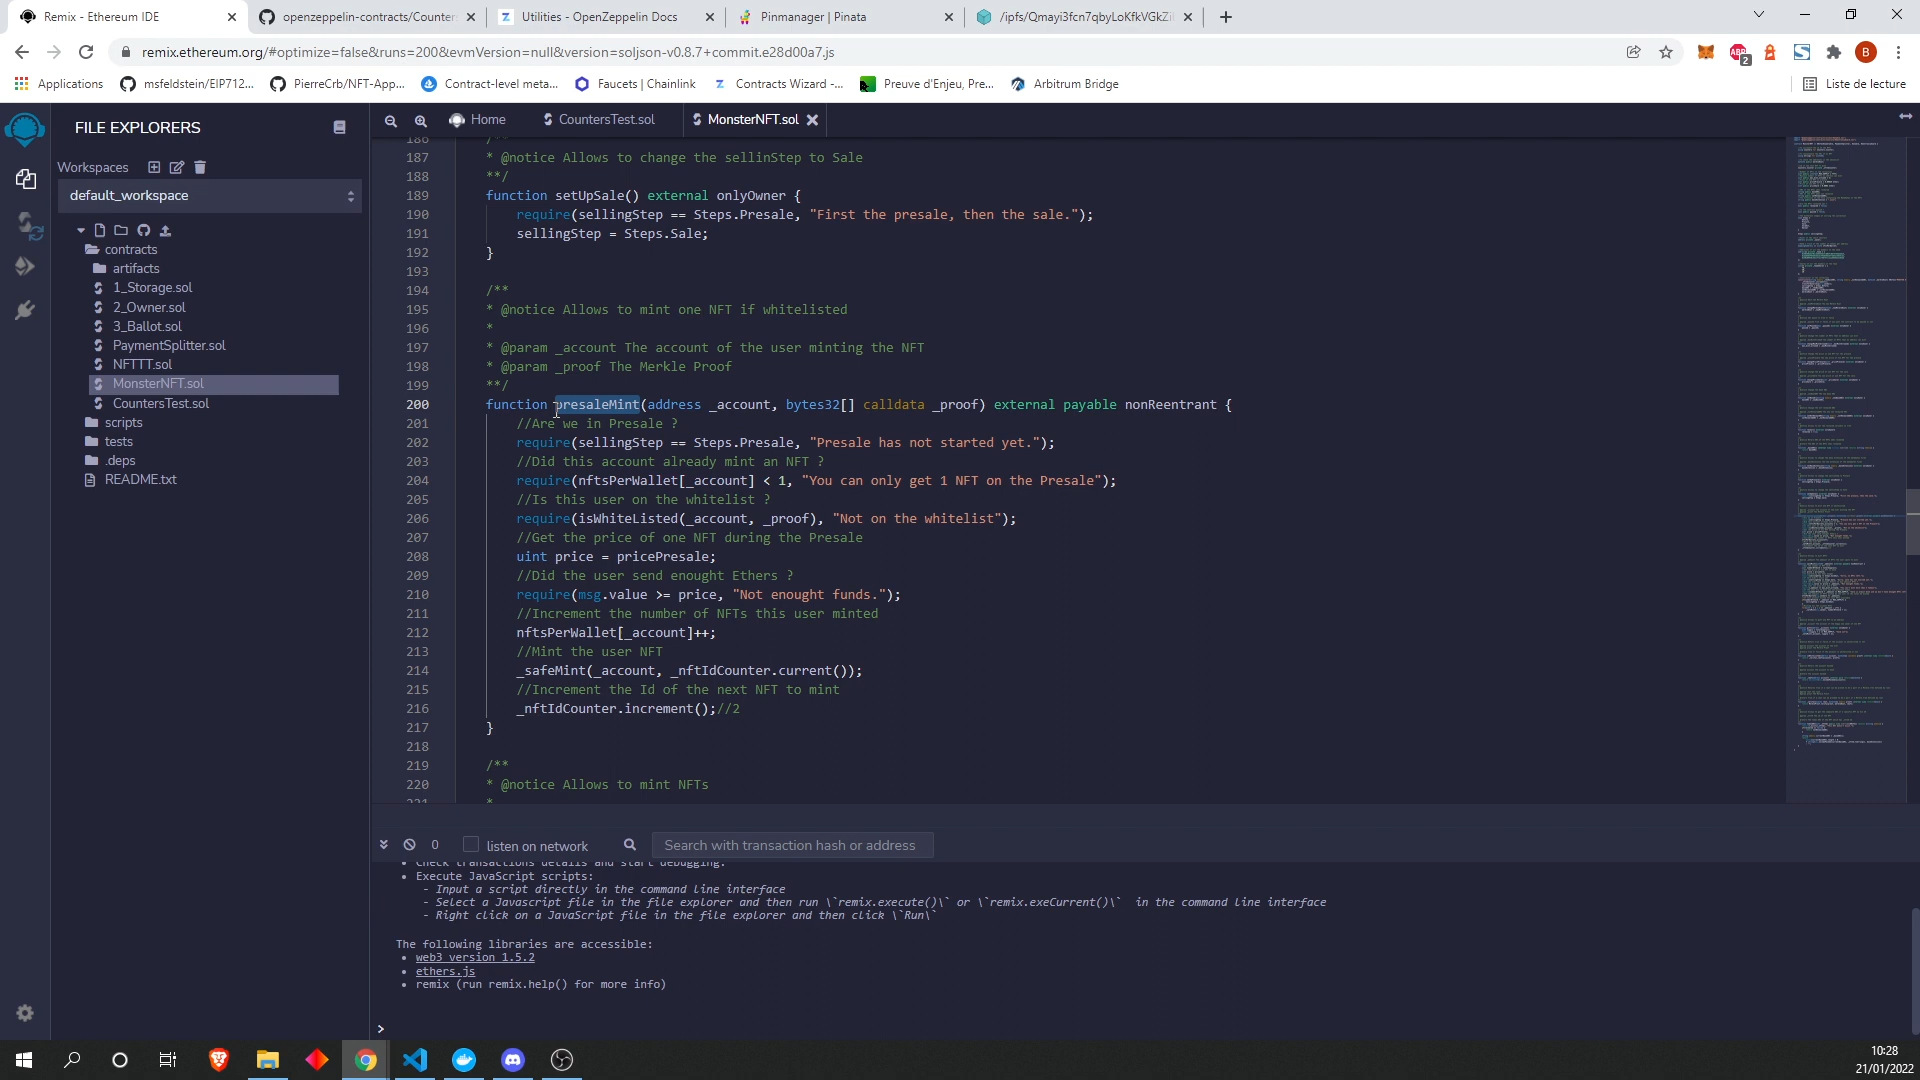 Remix - Ethereum IDE
openzeppelin-contracts/Counter
Utilities - OpenZeppelin Docs
Pinmanager | Pinata
/ipfs/Qmayi3fcn7qbyLoKfkVGkZi
remix.ethereum.org/#optimize=false&runs=200&evmVersion=null&version=soljson-v0.8.7+commit.e28d00a7.js
ABP
2
B
Applications
msfeldstein/EIP712...
PierreCrb/NFT-App...
Contract-level meta...
Faucets | Chainlink
Contracts Wizard -...
Preuve d'Enjeu, Pre...
Arbitrum Bridge
Liste de lecture
FILE EXPLORERS
Workspaces
default_workspace
contracts
artifacts
1_Storage.sol
2_Owner.sol
3_Ballot.sol
PaymentSplitter.sol
NFTTT.sol
MonsterNFT.sol
CountersTest.sol
scripts
tests
.deps
README.txt
Home
CountersTest.sol
MonsterNFT.sol
186 /**
187 * @notice Allows to change the sellinStep to Sale
188 **/
189 function setUpSale() external onlyOwner {
190 require(sellingStep == Steps.Presale, "First the presale, then the sale.");
191 sellingStep = Steps.Sale;
192 }
193
194 /**
195 * @notice Allows to mint one NFT if whitelisted
196 *
197 * @param _account The account of the user minting the NFT
198 * @param _proof The Merkle Proof
199 **/
200 function presaleMint(address _account, bytes32[] calldata _proof) external payable nonReentrant {
201 //Are we in Presale ?
202 require(sellingStep == Steps.Presale, "Presale has not started yet.");
203 //Did this account already mint an NFT ?
204 require(nftsPerWallet[_account] < 1, "You can only get 1 NFT on the Presale");
205 //Is this user on the whitelist ?
206 require(isWhiteListed(_account, _proof), "Not on the whitelist");
207 //Get the price of one NFT during the Presale
208 uint price = pricePresale;
209 //Did the user send enought Ethers ?
210 require(msg.value >= price, "Not enought funds.");
211 //Increment the number of NFTs this user minted
212 nftsPerWallet[_account]++;
213 //Mint the user NFT
214 _safeMint(_account, _nftIdCounter.current());
215 //Increment the Id of the next NFT to mint
216 _nftIdCounter.increment();//2
217 }
218
219 /**
220 * @notice Allows to mint NFTs
221 *
0
listen on network
Search with transaction hash or address
• Check transactions details and start debugging.
• Execute JavaScript scripts:
- Input a script directly in the command line interface
- Select a Javascript file in the file explorer and then run \`remix.execute()\` or \`remix.exeCurrent()\` in the command line interface
- Right click on a JavaScript file in the file explorer and then click \`Run\`
The following libraries are accessible:
• web3 version 1.5.2
• ethers.js
• remix (run remix.help() for more info)
>
10:28
21/01/2022